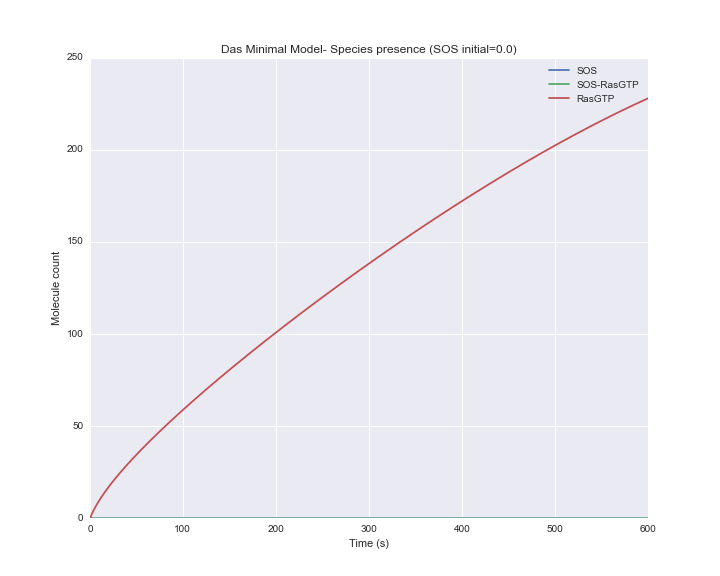 Das Minimal Model- Species presence (SOS initial=0.0)
250
200
150
100
50
0
Molecule count
SOS
SOS-RasGTP
RasGTP
0 100 200 300 400 500 600
Time (s)